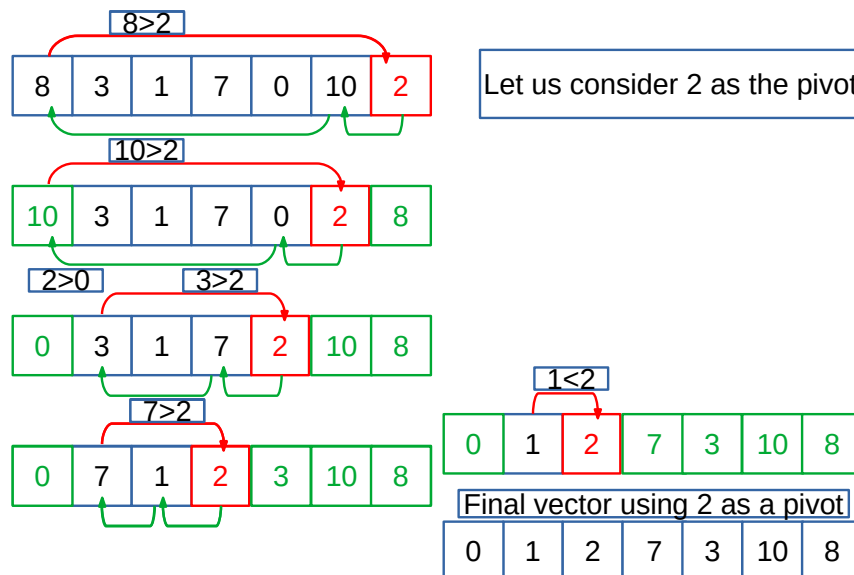 8>2
8 3 1 7 0 10 2
Let us consider 2 as the pivot
10>2
10 3 1 7 0 2 8
2>0 3>2
0 3 1 7 2 10 8
7>2
0 7 1 2 3 10 8
1<2
0 1 2 7 3 10 8
Final vector using 2 as a pivot
0 1 2 7 3 10 8